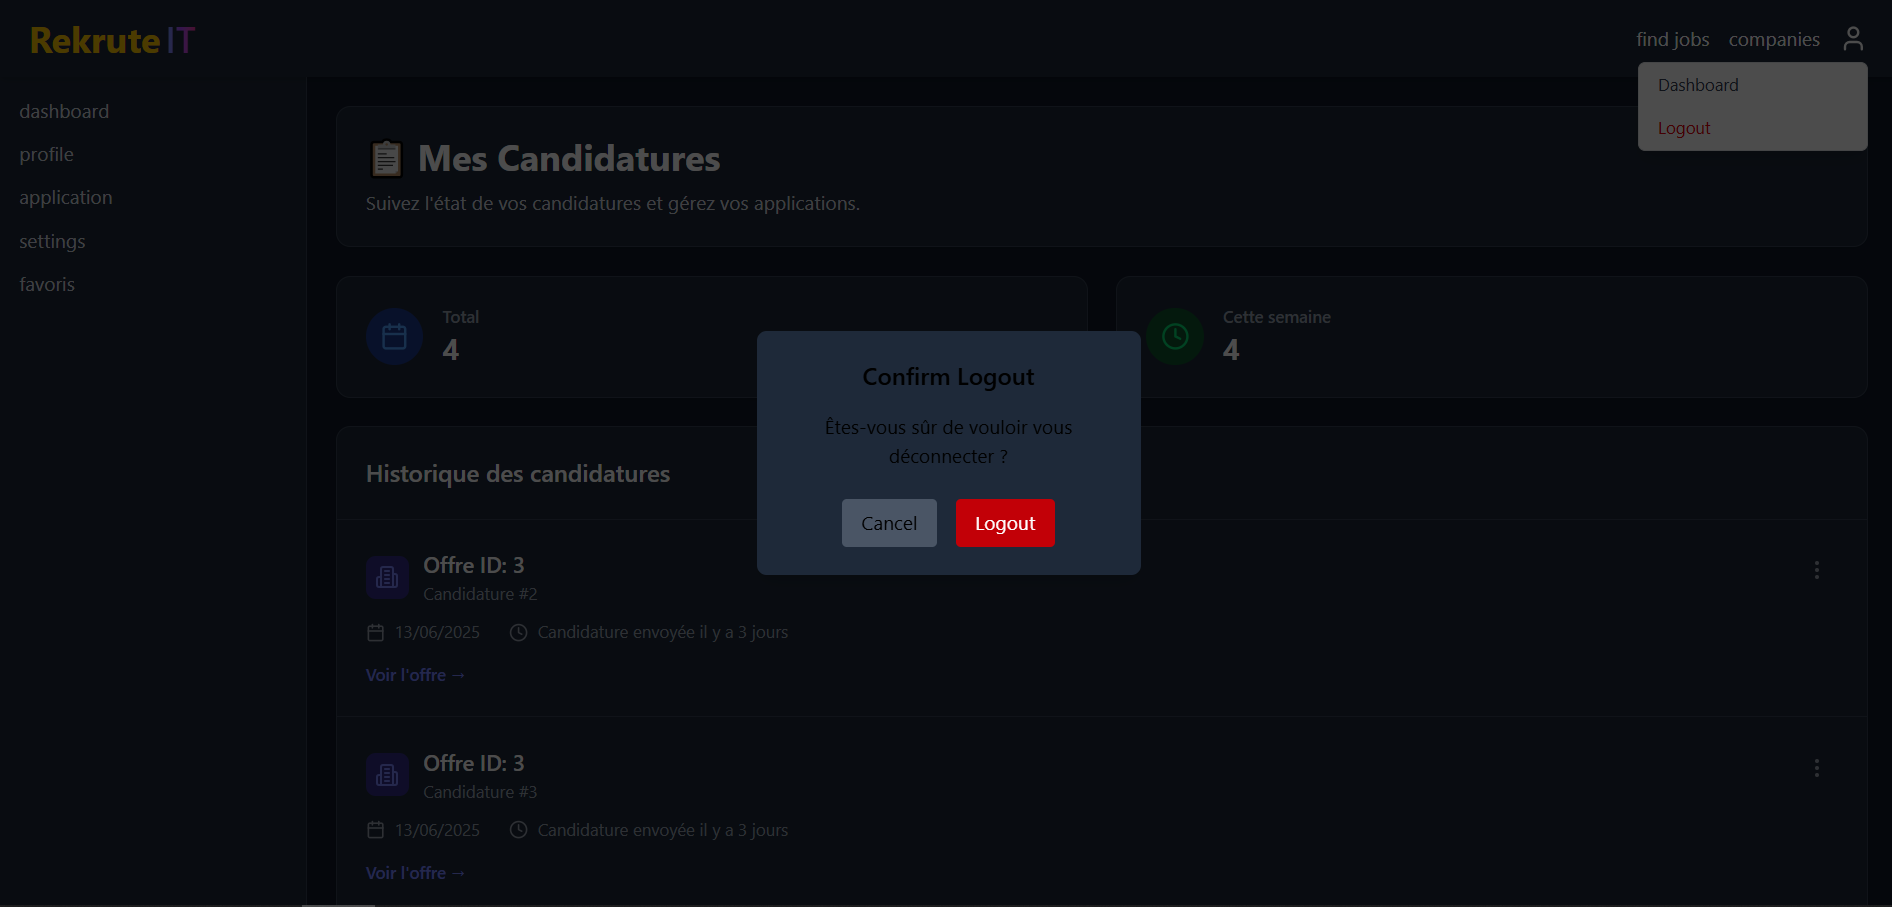 Rekrute IT
find jobs companies
Dashboard
Logout
dashboard
profile
application
settings
favoris
Mes Candidatures
Suivez l'état de vos candidatures et gérez vos applications.
Total
4
Cette semaine
4
Confirm Logout
Êtes-vous sûr de vouloir vous
déconnecter ?
Cancel Logout
Historique des candidatures
Offre ID: 3
Candidature #2
13/06/2025 Candidature envoyée il y a 3 jours
Voir l'offre →
Offre ID: 3
Candidature #3
13/06/2025 Candidature envoyée il y a 3 jours
Voir l'offre →